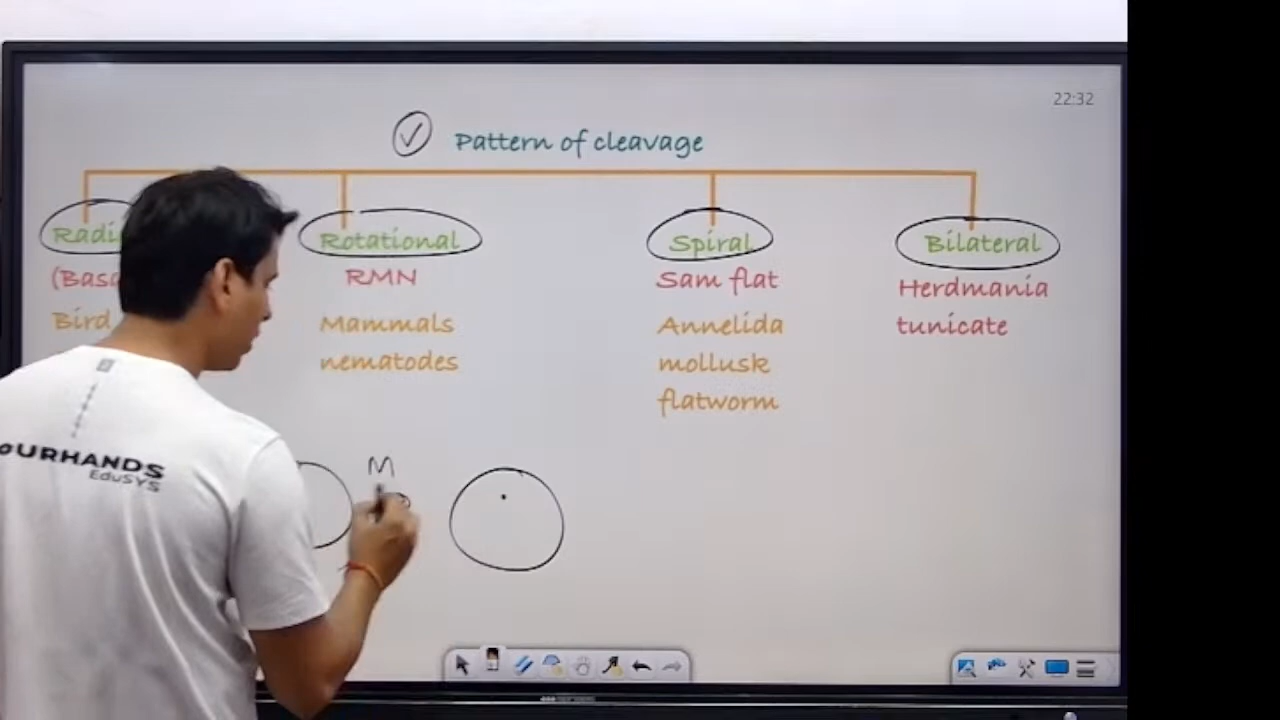 22:32
Pattern of cleavage
Rotational
Spiral
Bilateral
RMN
Sam flat
Herdmania
Bird
Mammals
Annelida
tunicate
nematodes
mollusk
flatworm
M
OURHANDS
EduSYS